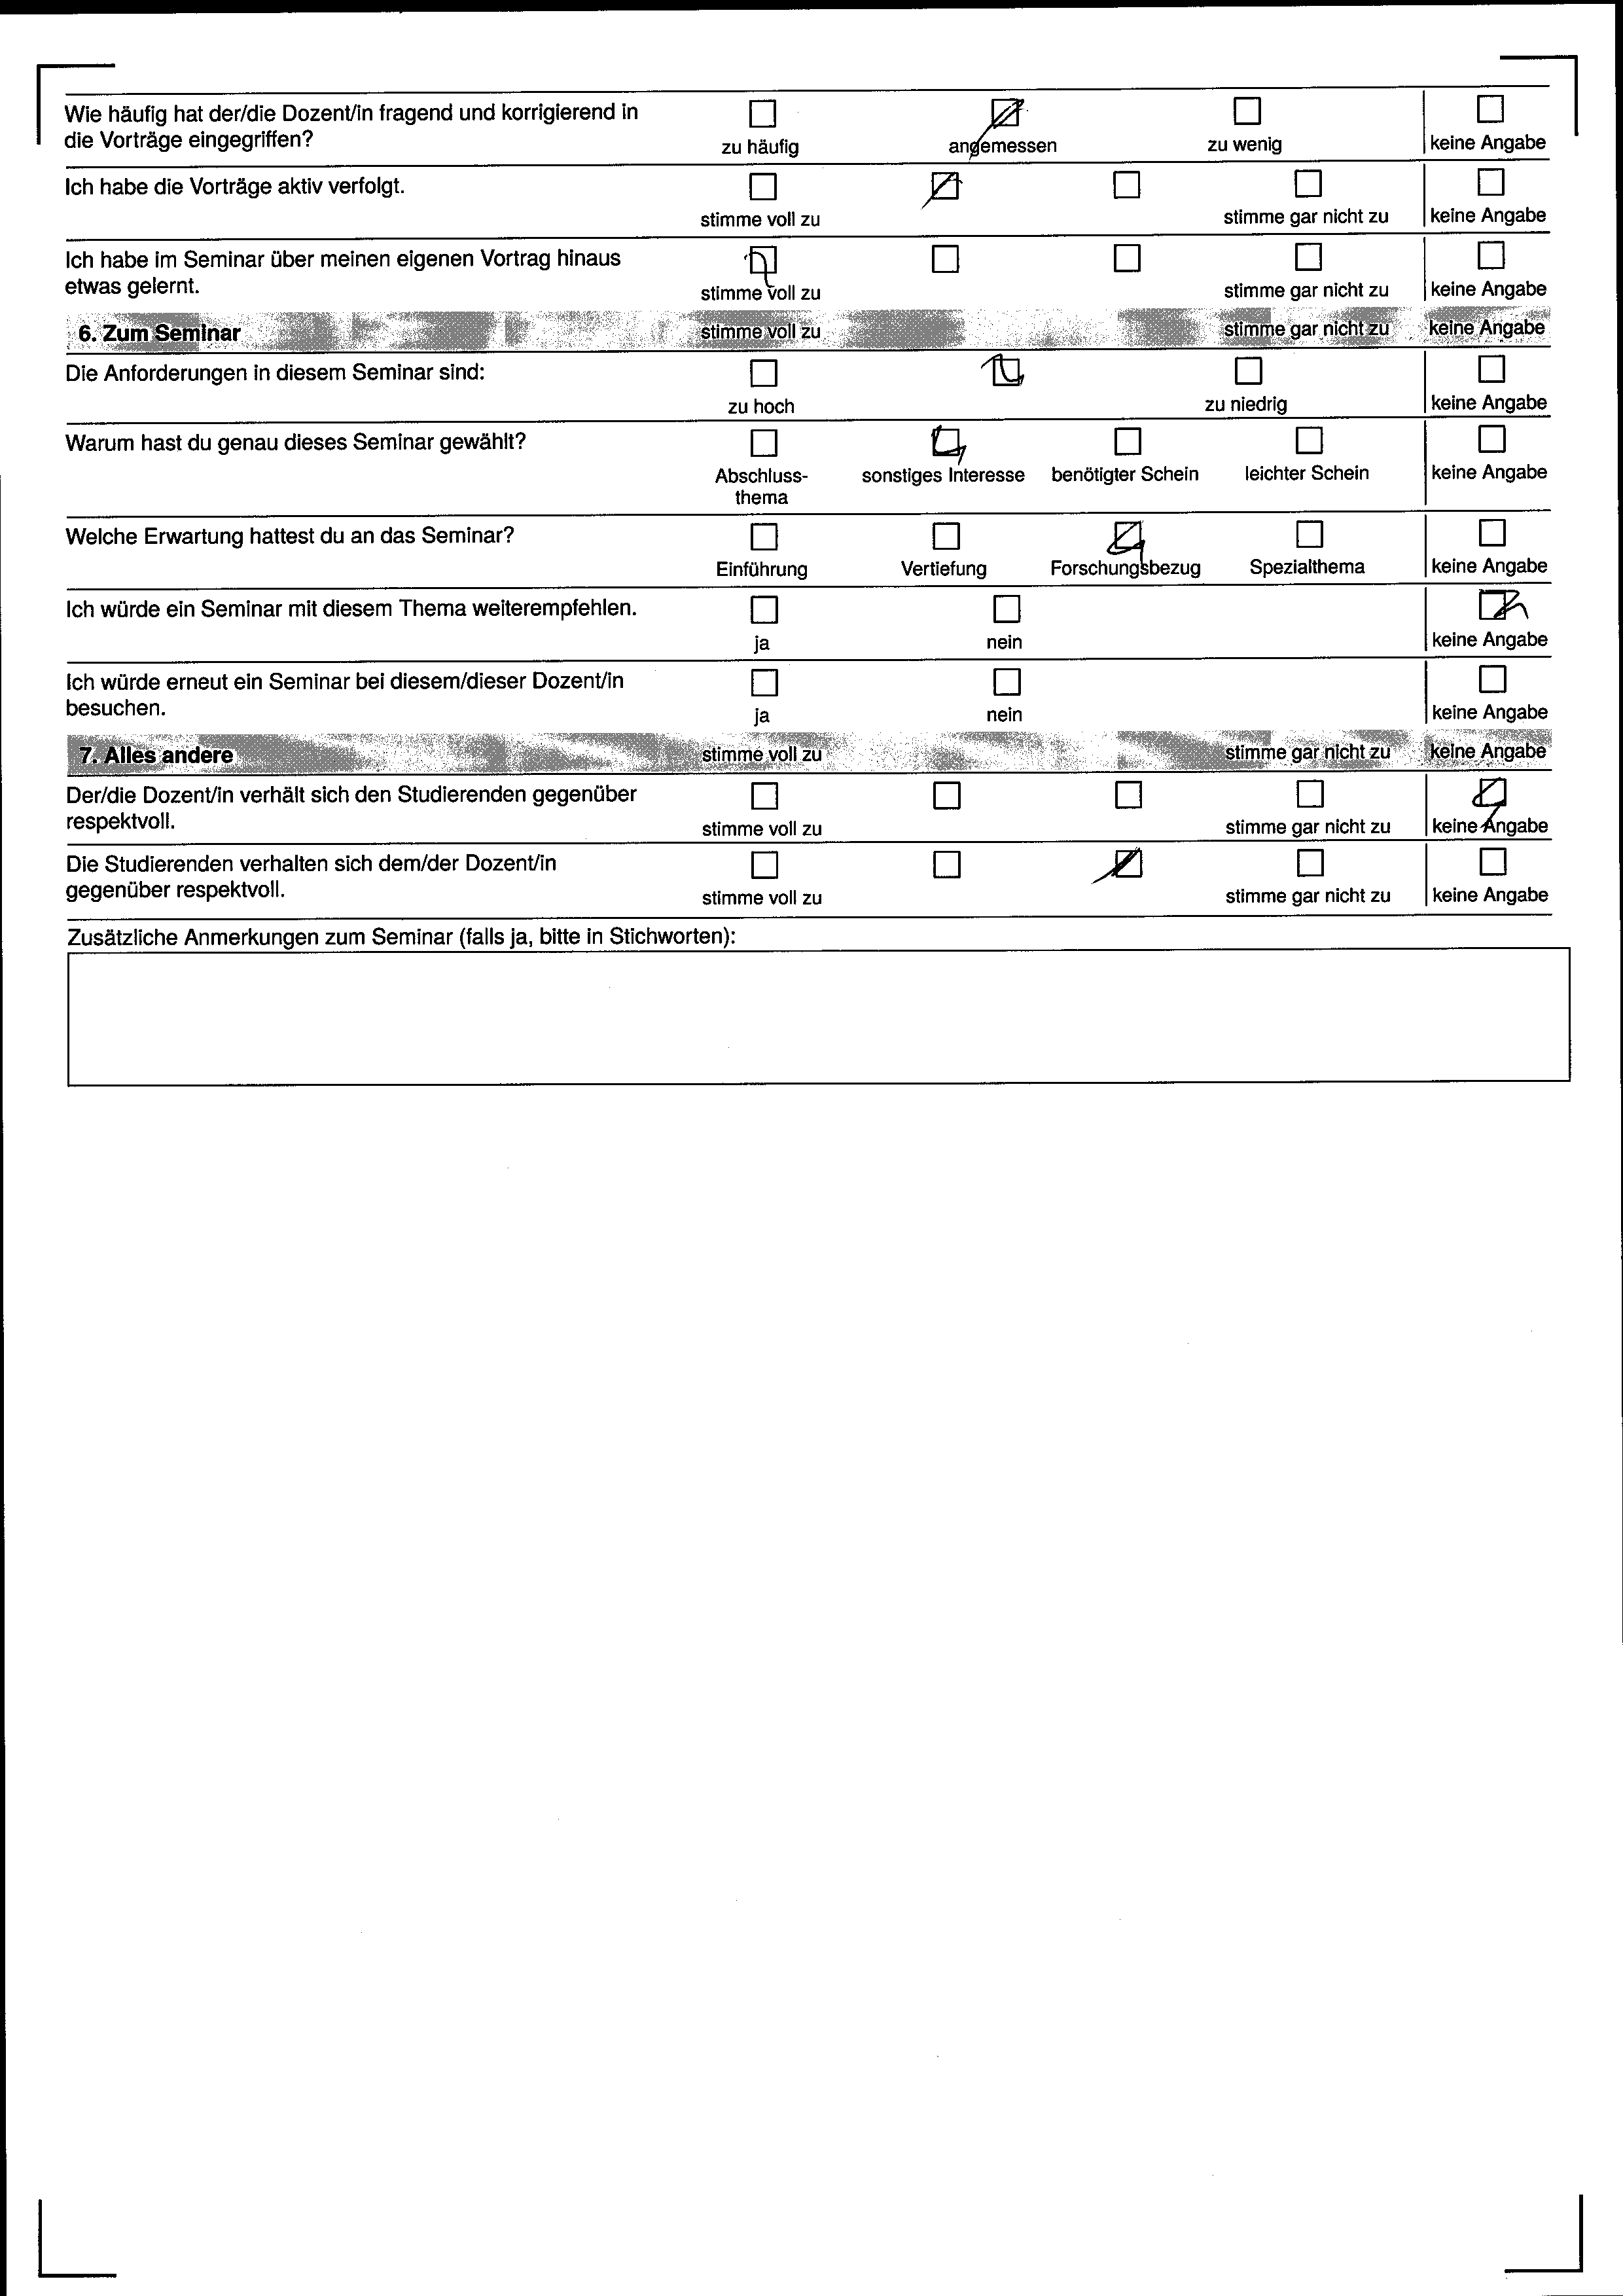 Wie häufig hat der/die Dozent/in fragend und korrigierend in
die Vorträge eingegriffen?
zu häufig angemessen zu wenig keine Angabe
Ich habe die Vorträge aktiv verfolgt.
stimme voll zu stimme gar nicht zu keine Angabe
Ich habe im Seminar über meinen eigenen Vortrag hinaus
etwas gelernt.
stimme voll zu stimme gar nicht zu keine Angabe
6. Zum Seminar stimme voll zu stimme gar nicht zu keine Angabe
Die Anforderungen in diesem Seminar sind:
zu hoch zu niedrig keine Angabe
Warum hast du genau dieses Seminar gewählt?
Abschluss- sonstiges Interesse benötigter Schein leichter Schein keine Angabe
thema
Welche Erwartung hattest du an das Seminar?
Einführung Vertiefung Forschungsbezug Spezialthema keine Angabe
Ich würde ein Seminar mit diesem Thema weiterempfehlen.
ja nein keine Angabe
Ich würde erneut ein Seminar bei diesem/dieser Dozent/in
besuchen.
ja nein keine Angabe
7. Alles andere stimme voll zu stimme gar nicht zu keine Angabe
Der/die Dozent/in verhält sich den Studierenden gegenüber
respektvoll.
stimme voll zu stimme gar nicht zu keine Angabe
Die Studierenden verhalten sich dem/der Dozent/in
gegenüber respektvoll.
stimme voll zu stimme gar nicht zu keine Angabe
Zusätzliche Anmerkungen zum Seminar (falls ja, bitte in Stichworten):